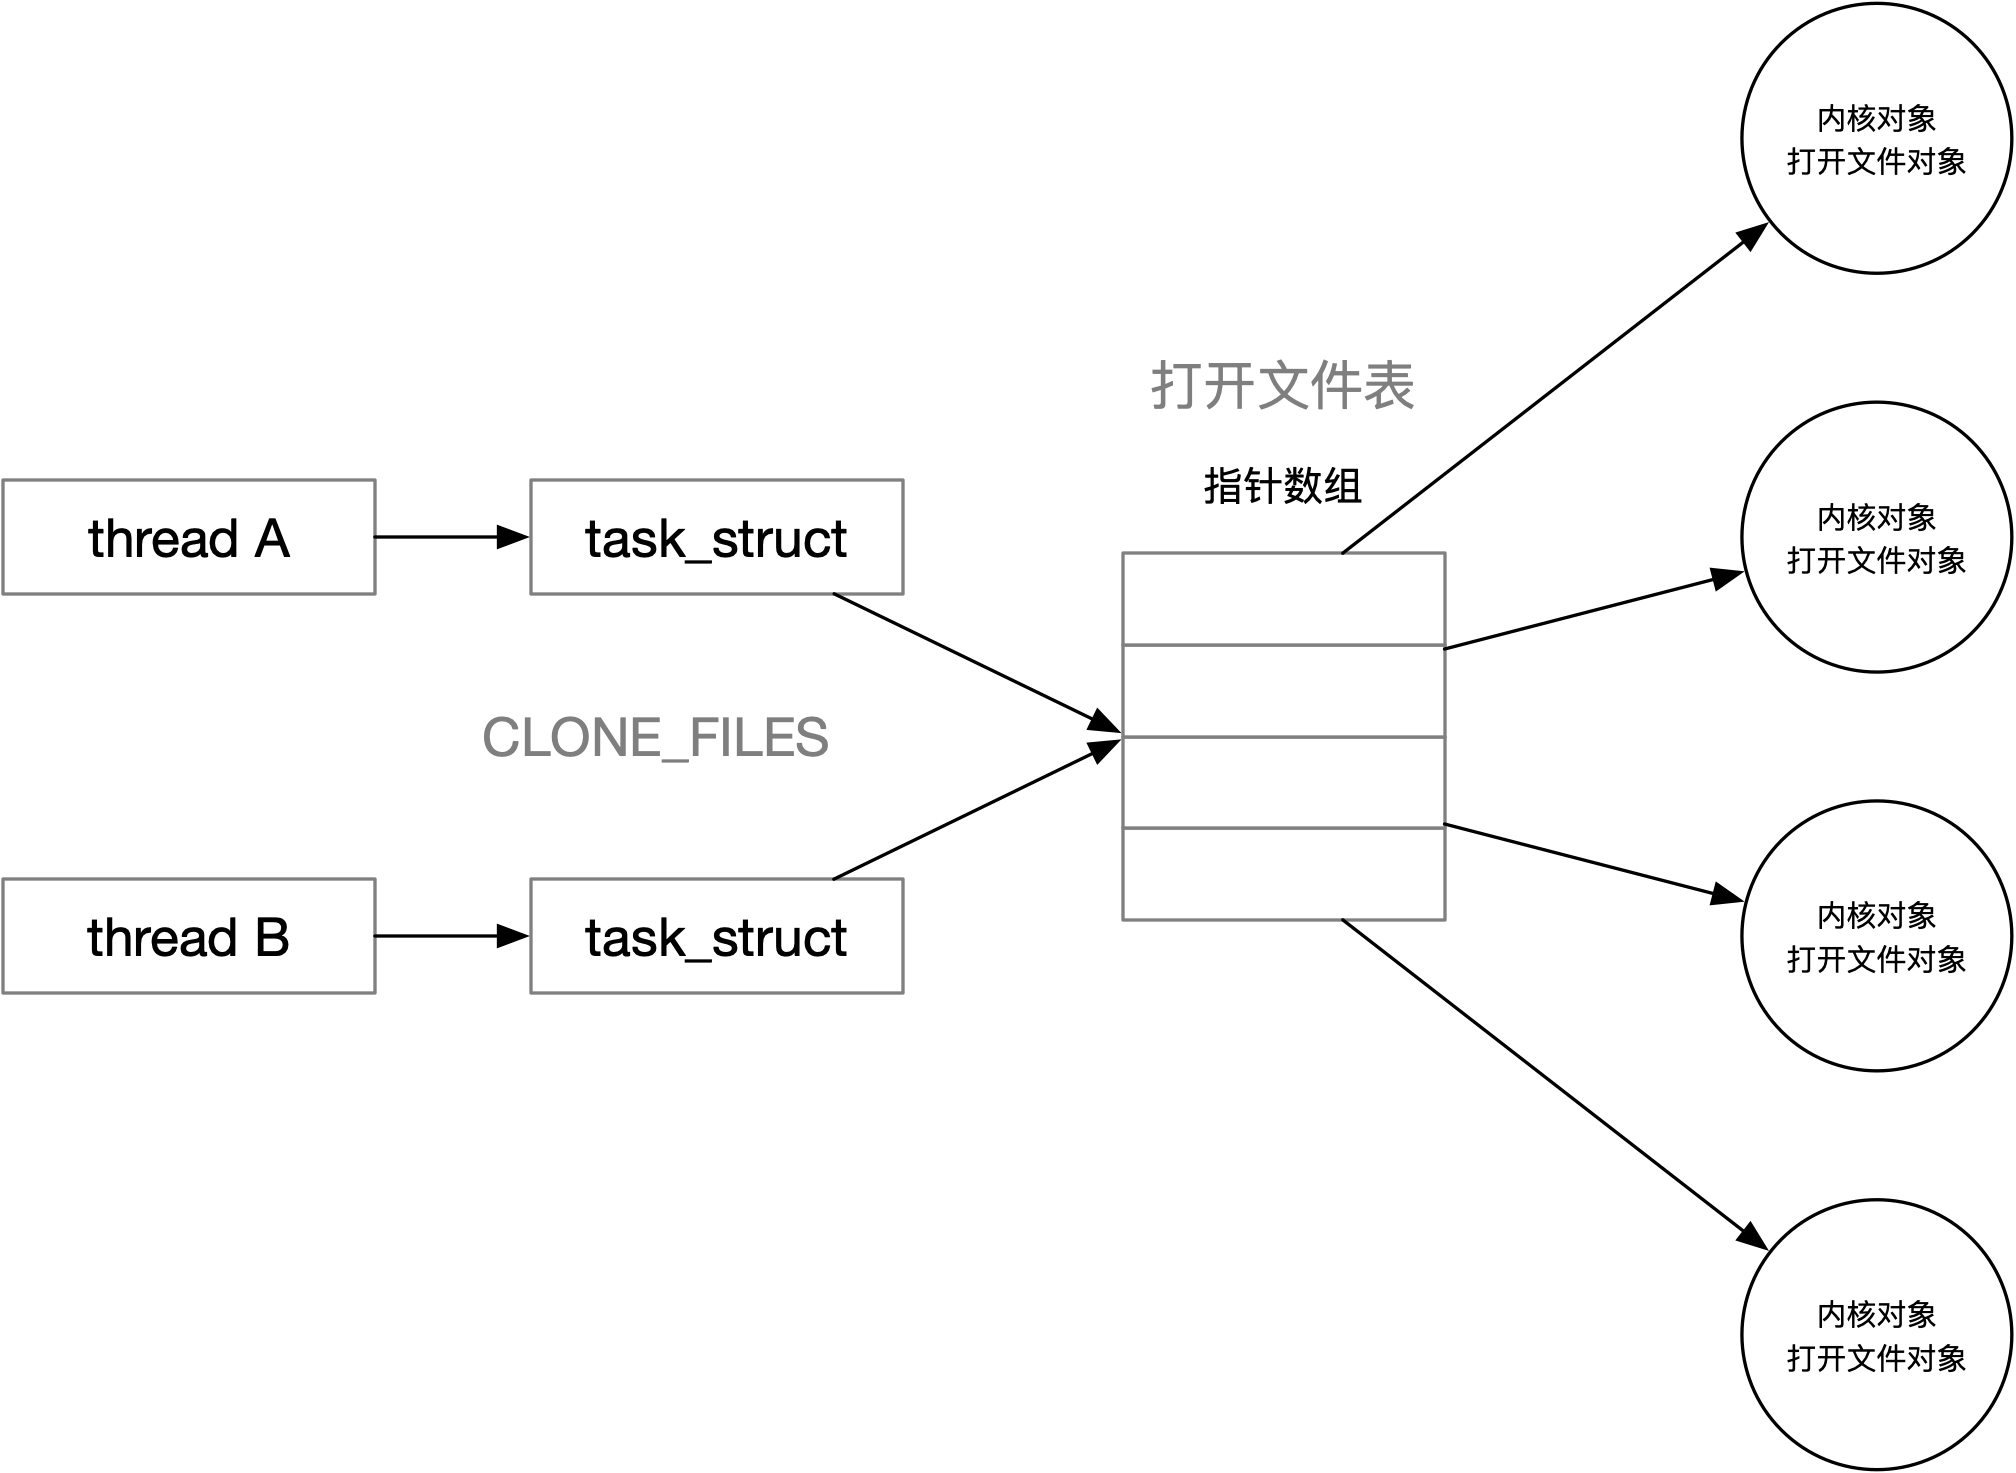 内核对象
打开文件对象
打开文件表
指针数组
thread A
task_struct
内核对象
打开文件对象
CLONE_FILES
thread B
task_struct
内核对象
打开文件对象
内核对象
打开文件对象